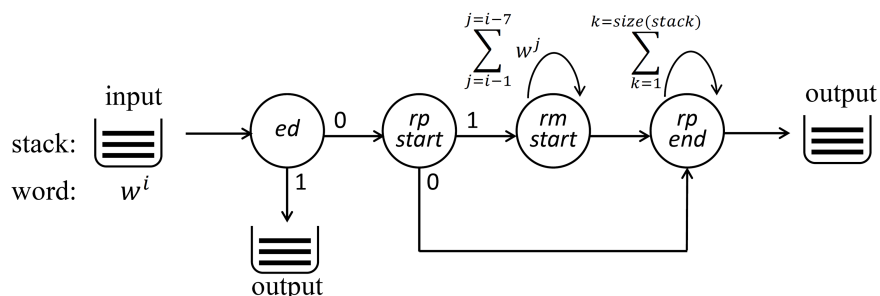 j=i-7
∑ w^j
j=i-1
k=size(stack)
∑
k=1
input
output
stack:
ed
0
rp
start
1
rm
start
rp
end
word:
w^i
1
0
output